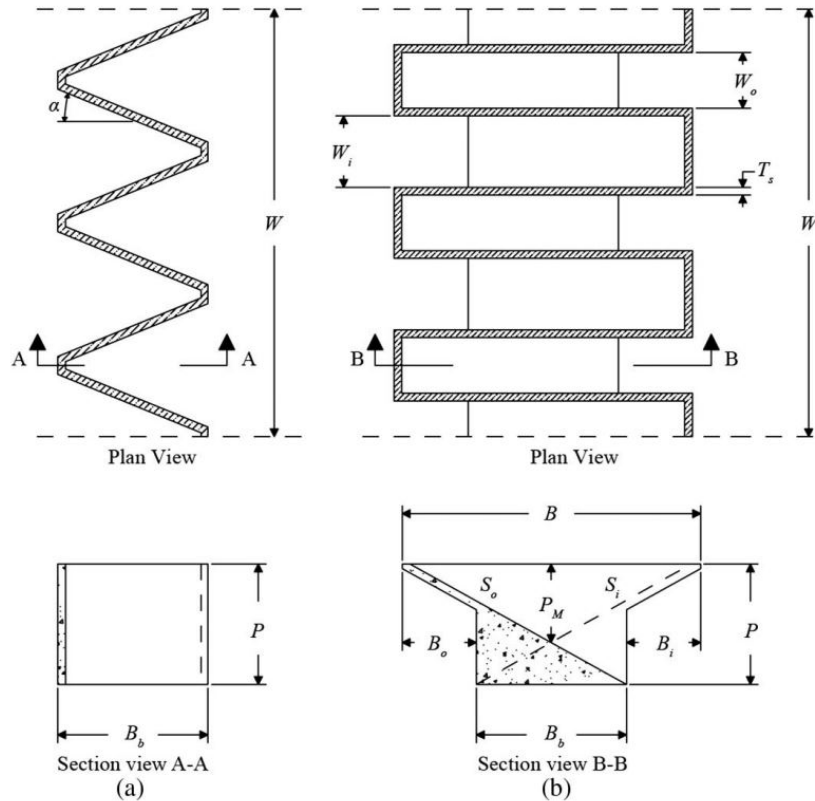 α
W
A
A
Plan View
W_o
W_i
T_s
W
B
B
Plan View
P
B_b
Section view A-A
(a)
B
S_o
S_i
P_M
P
B_o
B_i
B_b
Section view B-B
(b)